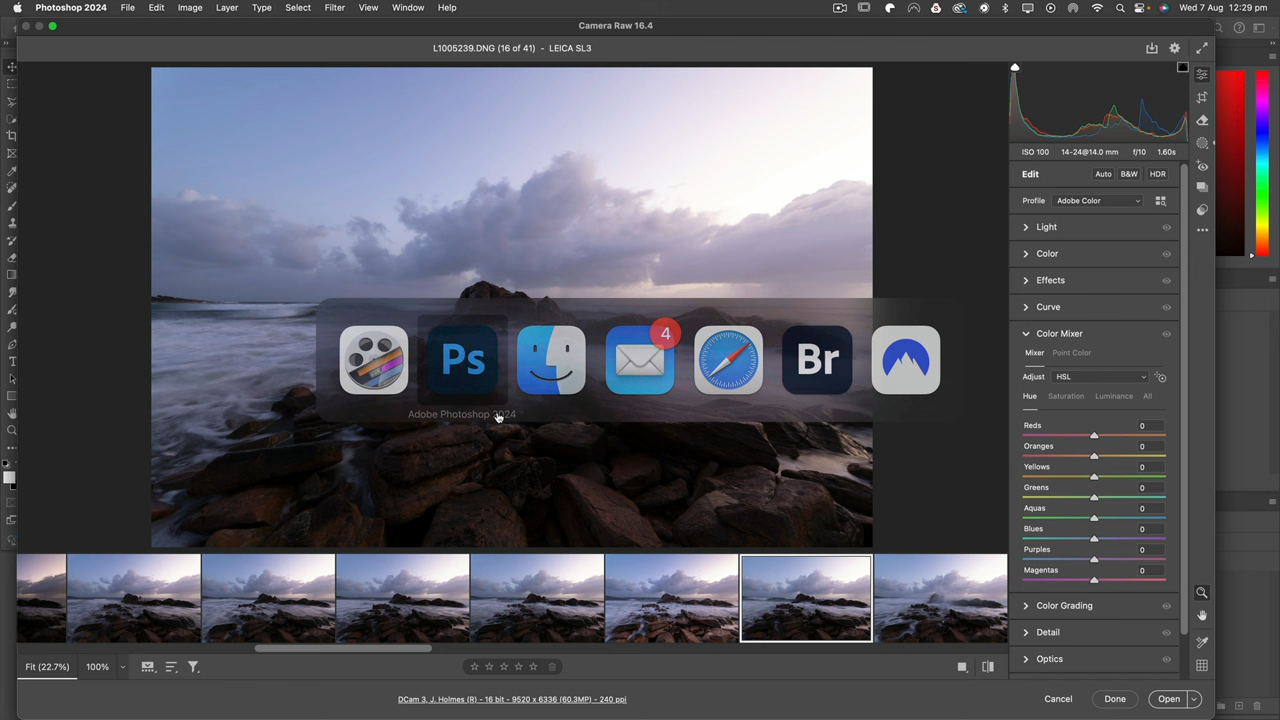 Photoshop 2024 File Edit Image Layer Type Select Filter View Window Help Wed 7 Aug 12:29 pm
Camera Raw 16.4
L1005239.DNG (16 of 41) - LEICA SL3
ISO 100 14-24@14.0 mm f/10 1.60s
Edit Auto B&W HDR
Profile Adobe Color
Light
Color
Effects
Curve
Color Mixer
Mixer Point Color
Adjust HSL
Hue Saturation Luminance All
Reds 0
Oranges 0
Yellows 0
Greens 0
Aquas 0
Blues 0
Purples 0
Magentas 0
Color Grading
Detail
Optics
Ps
4
Br
Adobe Photoshop 2024
Fit (22.7%) 100%
DCam 3, J. Holmes (R) - 16 bit - 9520 x 6336 (60.3MP) - 240 ppi
Cancel Done Open